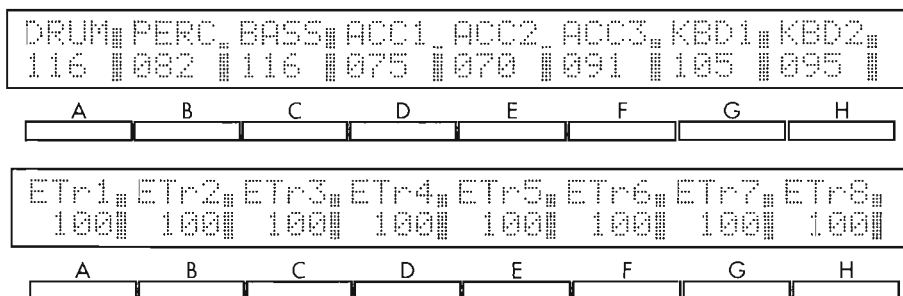 DRUM PERC BASS ACC1 ACC2 ACC3 KBD1 KBD2
116 082 116 075 070 091 105 095
A B C D E F G H
ETr1 ETr2 ETr3 ETr4 ETr5 ETr6 ETr7 ETr8
100 100 100 100 100 100 100 100
A B C D E F G H